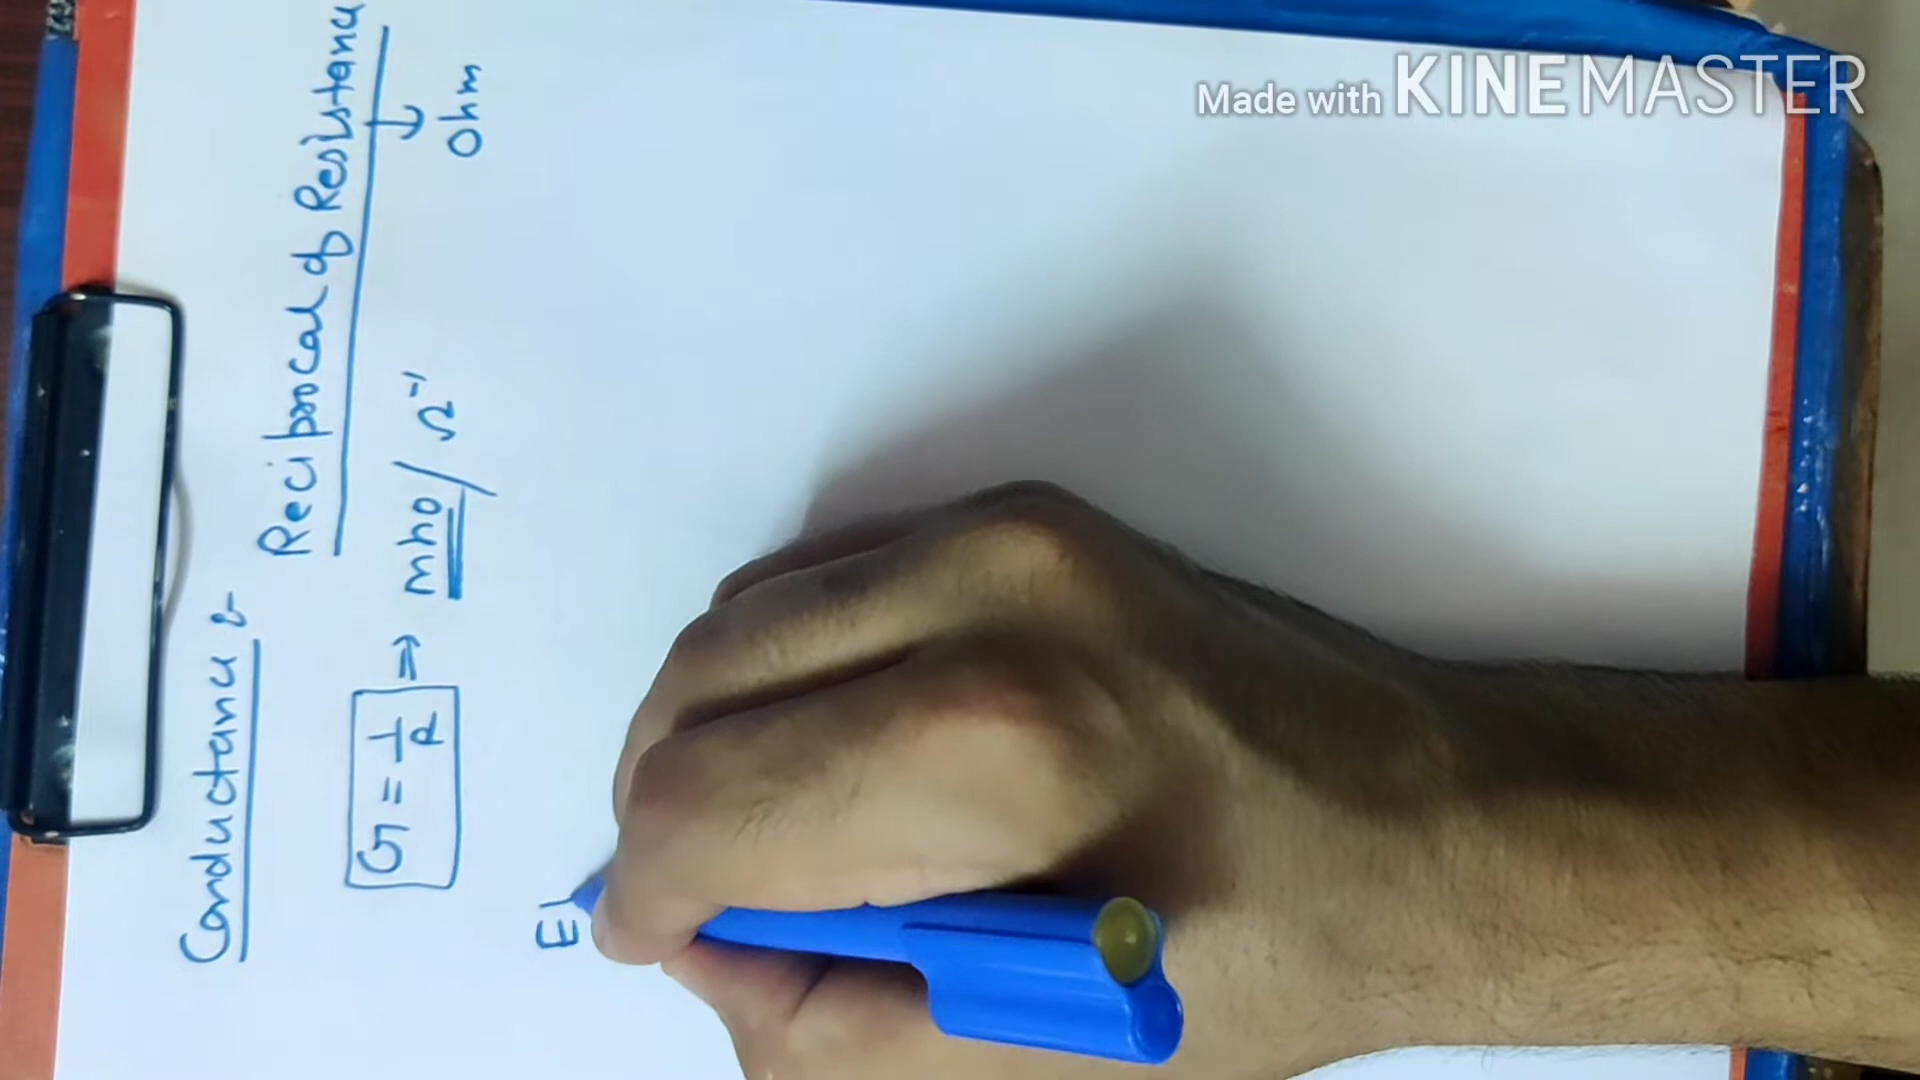 Made with KINEMASTER
Conductance :-
Reciprocal of Resistance
↓
Ohm
G = 1/R ⇒ mho / Ω⁻¹
El